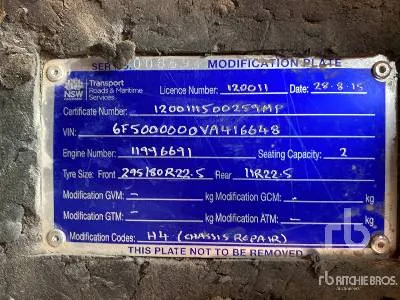 MODIFICATION PLATE
NSW Transport
Roads & Maritime
Services
Licence Number: 120011 Date: 28-8-15
Certificate Number: 1200111500259MP
VIN: 6F5000000VA416648
Engine Number: 11996691 Seating Capacity: 2
Tyre Size: Front 295/80R22.5 Rear 11R22.5
Modification GVM: - kg Modification GCM: - kg
Modification GTM: - kg Modification ATM: - kg
Modification Codes: H4 (CHASSIS REPAIR)
THIS PLATE NOT TO BE REMOVED
rb
RITCHIE BROS.
Auctioneers